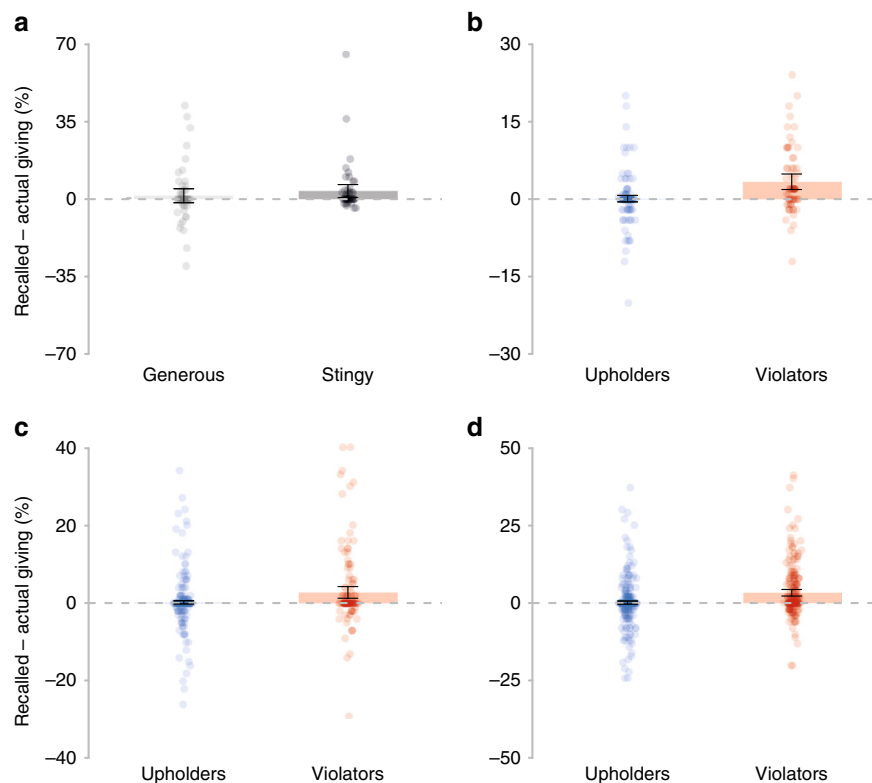 a
Recalled – actual giving (%)
70
35
0
–35
–70
Generous
Stingy
b
30
15
0
–15
–30
Upholders
Violators
c
Recalled – actual giving (%)
40
20
0
–20
–40
Upholders
Violators
d
50
25
0
–25
–50
Upholders
Violators